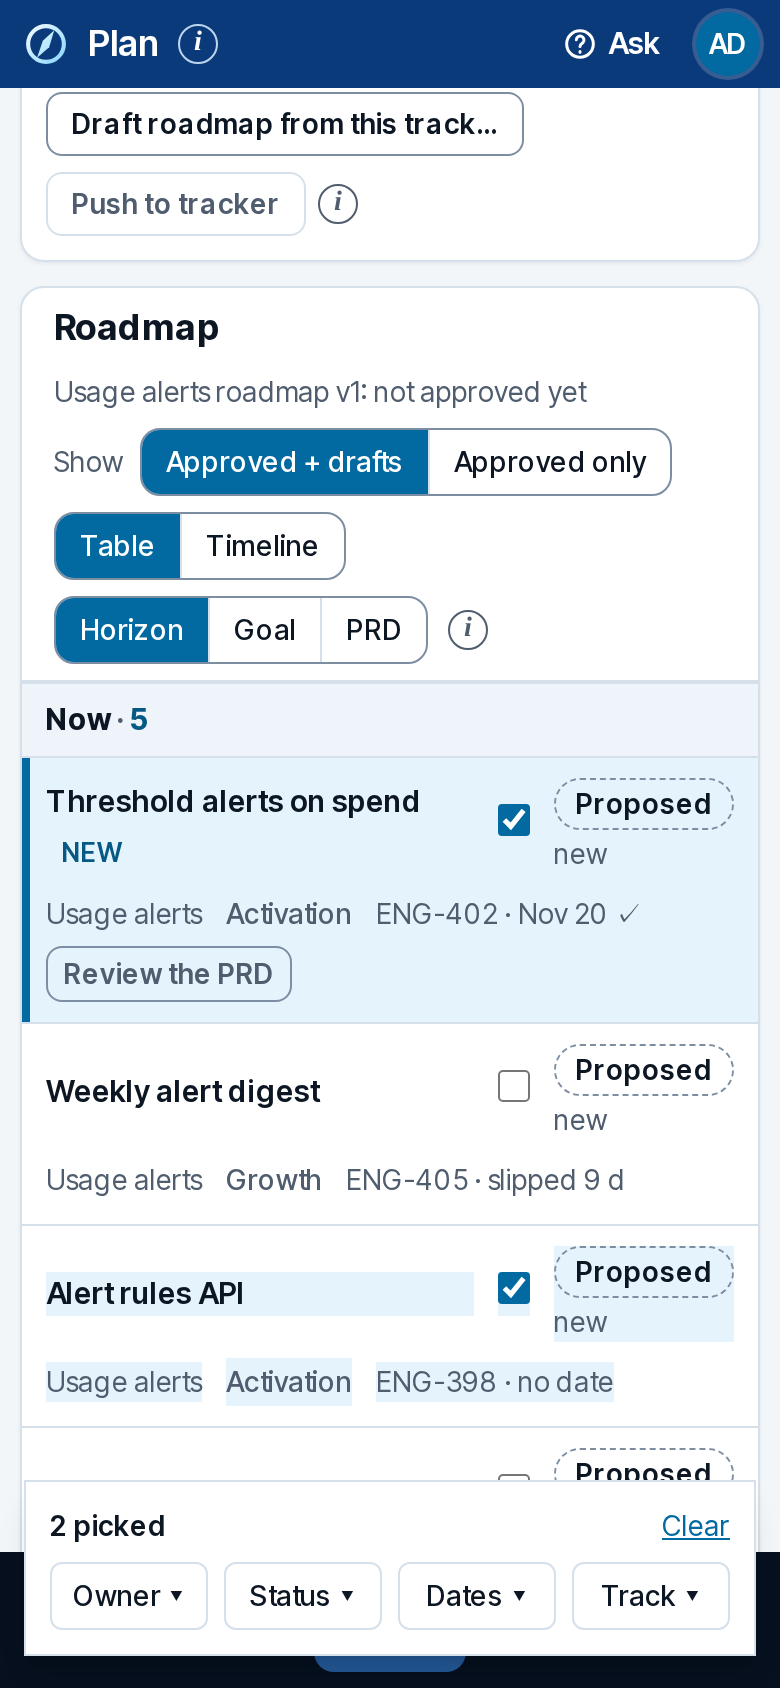 Plan i Ask AD
Draft roadmap from this track...
Push to tracker i
Roadmap
Usage alerts roadmap v1: not approved yet
Show Approved + drafts Approved only
Table Timeline
Horizon Goal PRD i
Now · 5
Threshold alerts on spend Proposed
NEW new
Usage alerts Activation ENG-402 · Nov 20 ✓
Review the PRD
Weekly alert digest Proposed
new
Usage alerts Growth ENG-405 · slipped 9 d
Alert rules API Proposed
new
Usage alerts Activation ENG-398 · no date
Proposed
2 picked Clear
Owner ▾ Status ▾ Dates ▾ Track ▾